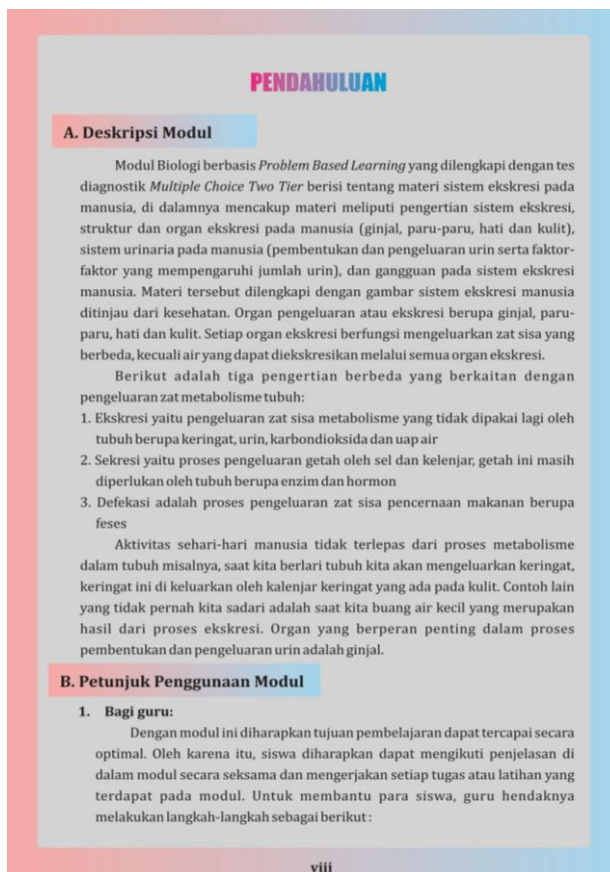 PENDAHULUAN
A. Deskripsi Modul
Modul Biologi berbasis Problem Based Learning yang dilengkapi dengan tes
diagnostik Multiple Choice Two Tier berisi tentang materi sistem ekskresi pada
manusia, di dalamnya mencakup materi meliputi pengertian sistem ekskresi,
struktur dan organ ekskresi pada manusia (ginjal, paru-paru, hati dan kulit),
sistem urinaria pada manusia (pembentukan dan pengeluaran urin serta faktor-
faktor yang mempengaruhi jumlah urin), dan gangguan pada sistem ekskresi
manusia. Materi tersebut dilengkapi dengan gambar sistem ekskresi manusia
ditinjau dari kesehatan. Organ pengeluaran atau ekskresi berupa ginjal, paru-
paru, hati dan kulit. Setiap organ ekskresi berfungsi mengeluarkan zat sisa yang
berbeda, kecuali air yang dapat diekskresikan melalui semua organ ekskresi.
Berikut adalah tiga pengertian berbeda yang berkaitan dengan
pengeluaran zat metabolisme tubuh:
1. Ekskresi yaitu pengeluaran zat sisa metabolisme yang tidak dipakai lagi oleh
tubuh berupa keringat, urin, karbondioksida dan uap air
2. Sekresi yaitu proses pengeluaran getah oleh sel dan kelenjar, getah ini masih
diperlukan oleh tubuh berupa enzim dan hormon
3. Defekasi adalah proses pengeluaran zat sisa pencernaan makanan berupa
feses
Aktivitas sehari-hari manusia tidak terlepas dari proses metabolisme
dalam tubuh misalnya, saat kita berlari tubuh kita akan mengeluarkan keringat,
keringat ini di keluarkan oleh kalenjar keringat yang ada pada kulit. Contoh lain
yang tidak pernah kita sadari adalah saat kita buang air kecil yang merupakan
hasil dari proses ekskresi. Organ yang berperan penting dalam proses
pembentukan dan pengeluaran urin adalah ginjal.
B. Petunjuk Penggunaan Modul
1. Bagi guru:
Dengan modul ini diharapkan tujuan pembelajaran dapat tercapai secara
optimal. Oleh karena itu, siswa diharapkan dapat mengikuti penjelasan di
dalam modul secara seksama dan mengerjakan setiap tugas atau latihan yang
terdapat pada modul. Untuk membantu para siswa, guru hendaknya
melakukan langkah-langkah sebagai berikut :
viii